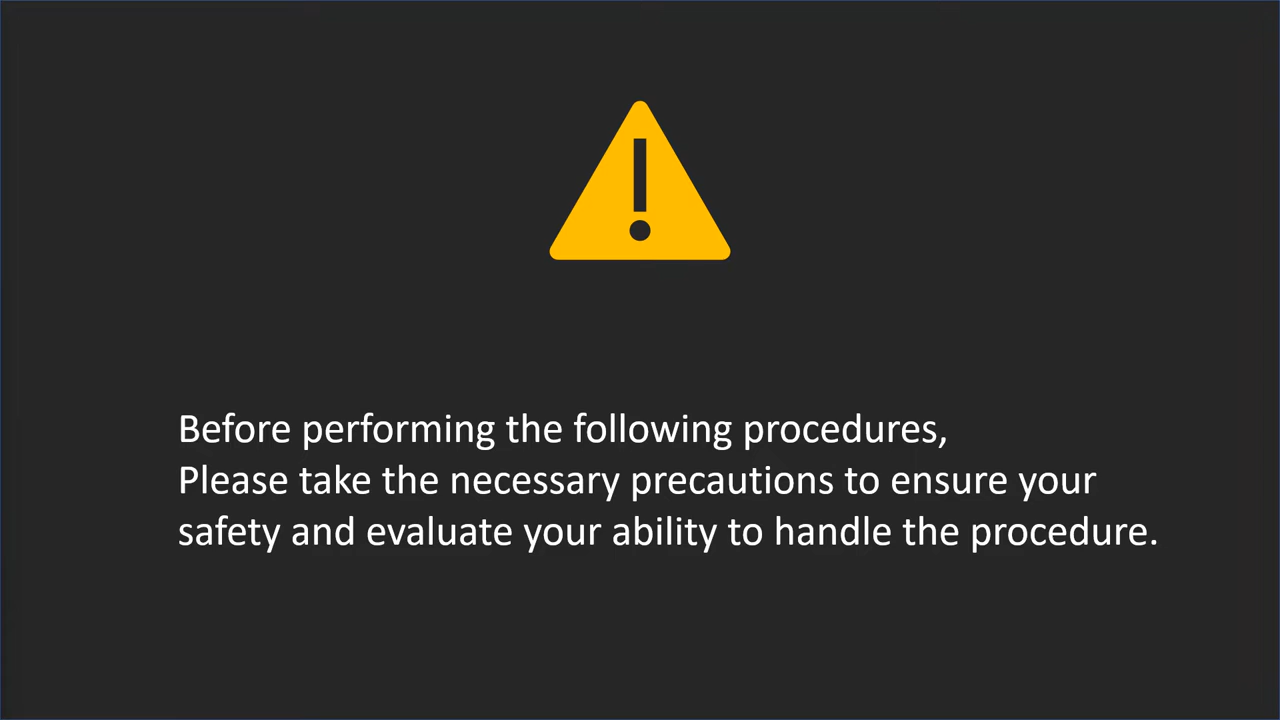 Before performing the following procedures,
Please take the necessary precautions to ensure your
safety and evaluate your ability to handle the procedure.